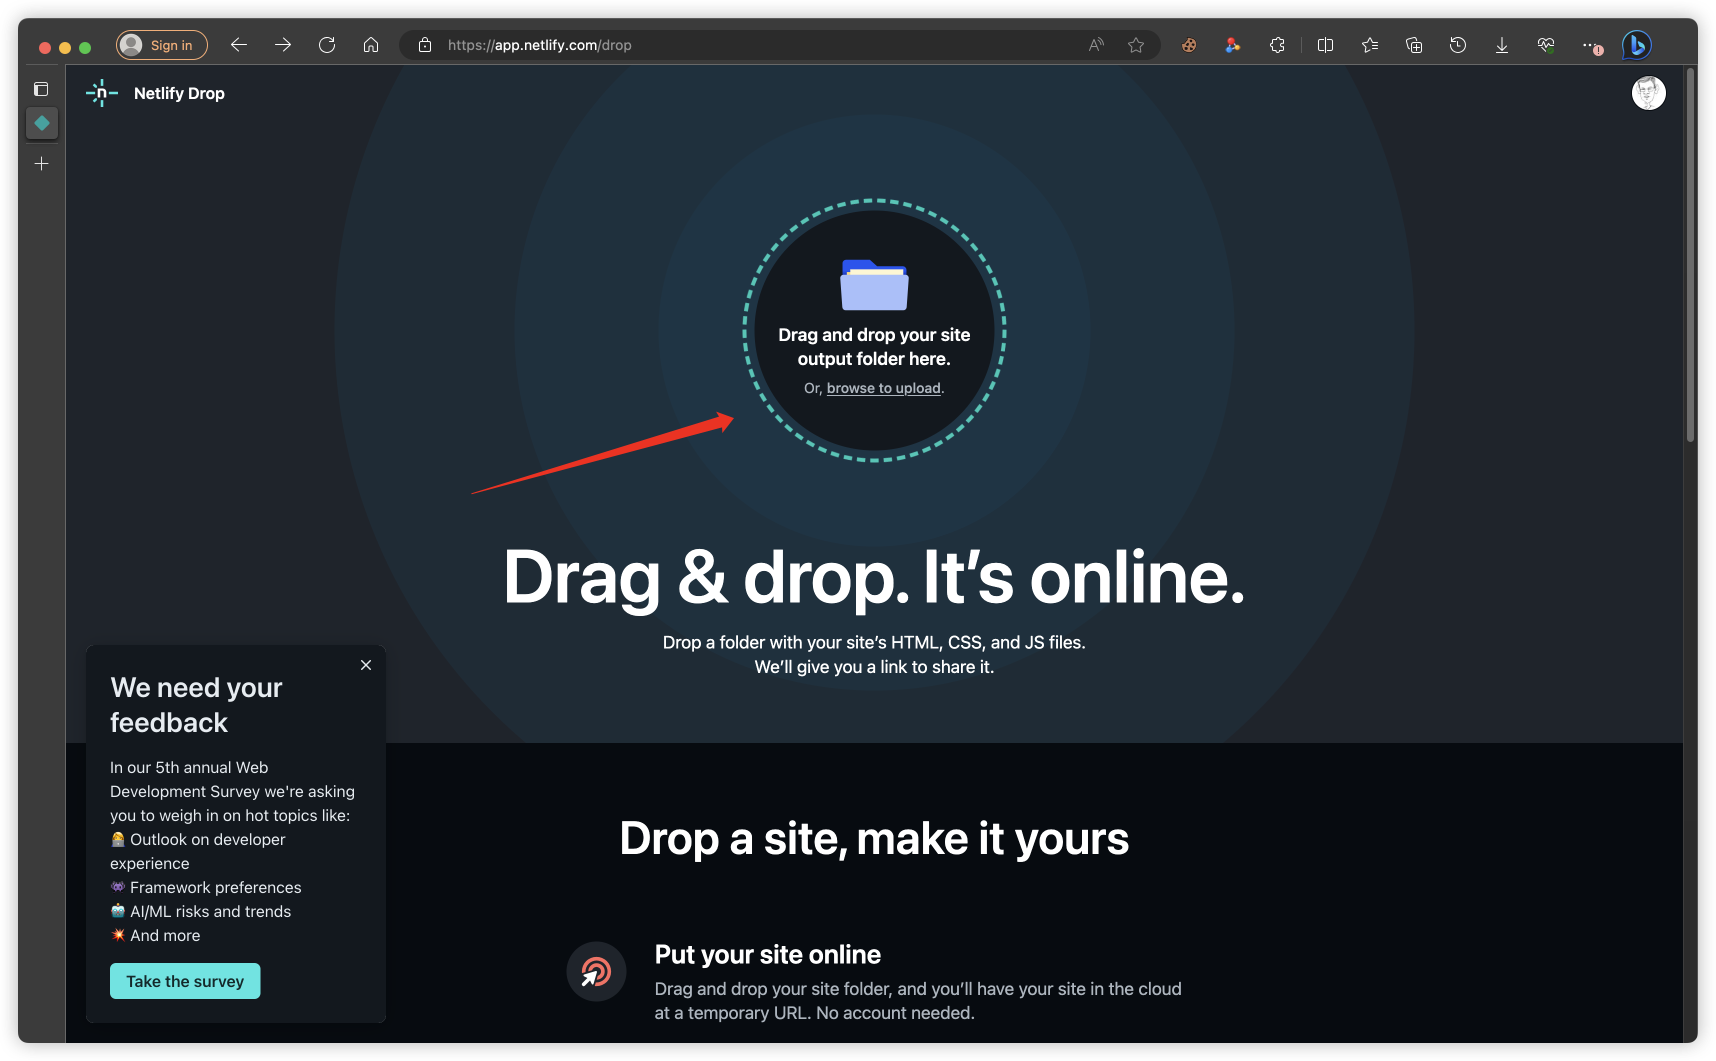 Sign in
https://app.netlify.com/drop
Netlify Drop
Drag and drop your site
output folder here.
Or, browse to upload.
Drag & drop. It’s online.
Drop a folder with your site’s HTML, CSS, and JS files.
We’ll give you a link to share it.
We need your
feedback
In our 5th annual Web
Development Survey we're asking
you to weigh in on hot topics like:
👩‍💻 Outlook on developer
experience
👾 Framework preferences
🤖 AI/ML risks and trends
💥 And more
Take the survey
Drop a site, make it yours
Put your site online
Drag and drop your site folder, and you’ll have your site in the cloud
at a temporary URL. No account needed.